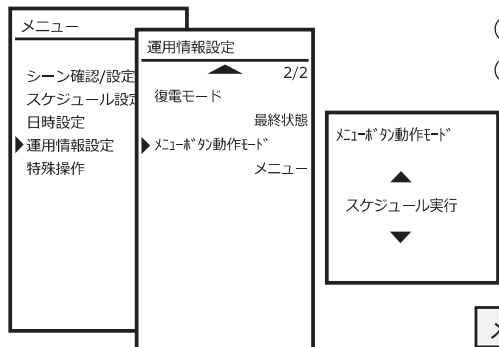 メニュー
シーン確認/設定
スケジュール設定
日時設定
運用情報設定
特殊操作
運用情報設定
2/2
復電モード
最終状態
ﾒﾆｭｰﾎﾞﾀﾝ動作ﾓｰﾄﾞ
メニュー
ﾒﾆｭｰﾎﾞﾀﾝ動作ﾓｰﾄﾞ
スケジュール実行